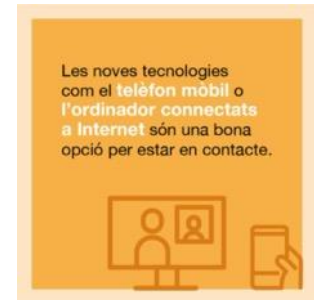 Les noves tecnologies
com el telèfon mòbil o
l'ordinador connectats
a Internet són una bona
opció per estar en contacte.